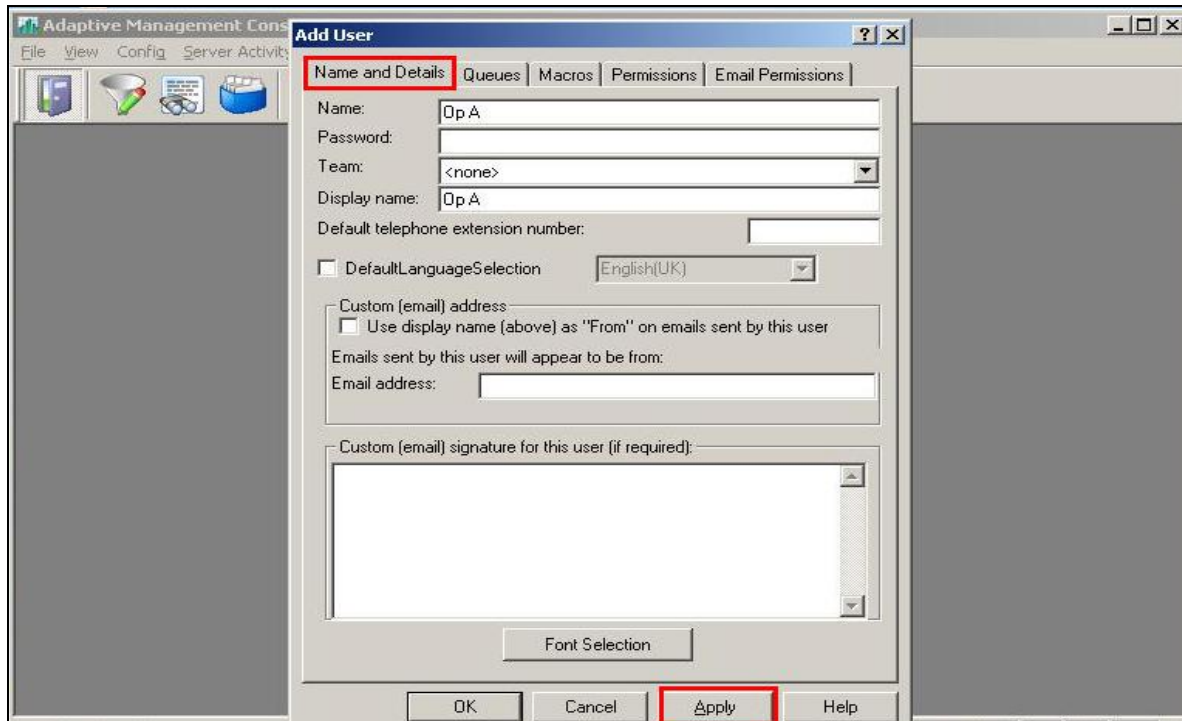 Adaptive Management Cons
File View Config Server Activity
Add User
Name and Details Queues Macros Permissions Email Permissions
Name: Op A
Password:
Team: <none>
Display name: Op A
Default telephone extension number:
DefaultLanguageSelection English(UK)
Custom (email) address
Use display name (above) as "From" on emails sent by this user
Emails sent by this user will appear to be from:
Email address:
Custom (email) signature for this user (if required):
Font Selection
OK Cancel Apply Help